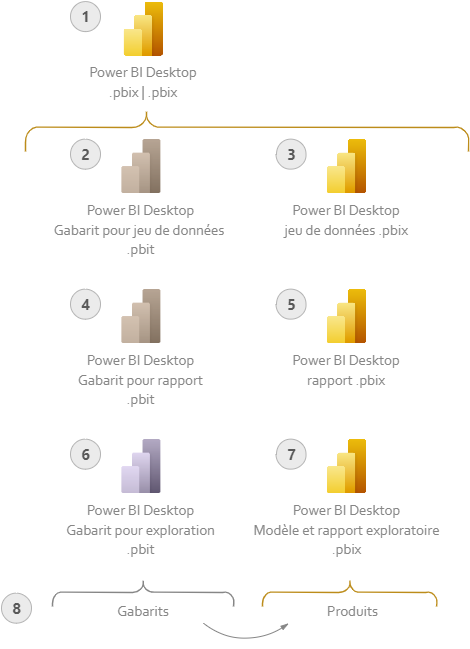 1
Power BI Desktop
.pbix | .pbix
2
Power BI Desktop
Gabarit pour jeu de données
.pbit
3
Power BI Desktop
jeu de données .pbix
4
Power BI Desktop
Gabarit pour rapport
.pbit
5
Power BI Desktop
rapport .pbix
6
Power BI Desktop
Gabarit pour exploration
.pbit
7
Power BI Desktop
Modèle et rapport exploratoire
.pbix
8
Gabarits
Produits